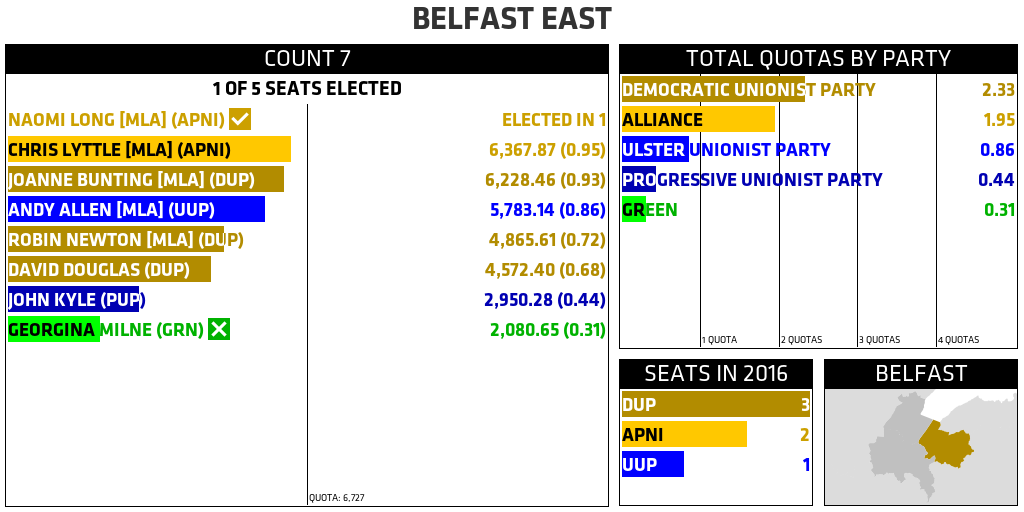 BELFAST EAST
COUNT 7
1 OF 5 SEATS ELECTED
NAOMI LONG [MLA] (APNI) ELECTED IN 1
CHRIS LYTTLE [MLA] (APNI) 6,367.87 (0.95)
JOANNE BUNTING [MLA] (DUP) 6,228.46 (0.93)
ANDY ALLEN [MLA] (UUP) 5,783.14 (0.86)
ROBIN NEWTON [MLA] (DUP) 4,865.61 (0.72)
DAVID DOUGLAS (DUP) 4,572.40 (0.68)
JOHN KYLE (PUP) 2,950.28 (0.44)
GEORGINA MILNE (GRN) 2,080.65 (0.31)
QUOTA: 6,727
TOTAL QUOTAS BY PARTY
DEMOCRATIC UNIONIST PARTY 2.33
ALLIANCE 1.95
ULSTER UNIONIST PARTY 0.86
PROGRESSIVE UNIONIST PARTY 0.44
GREEN 0.31
1 QUOTA 2 QUOTAS 3 QUOTAS 4 QUOTAS
SEATS IN 2016
DUP 3
APNI 2
UUP 1
BELFAST